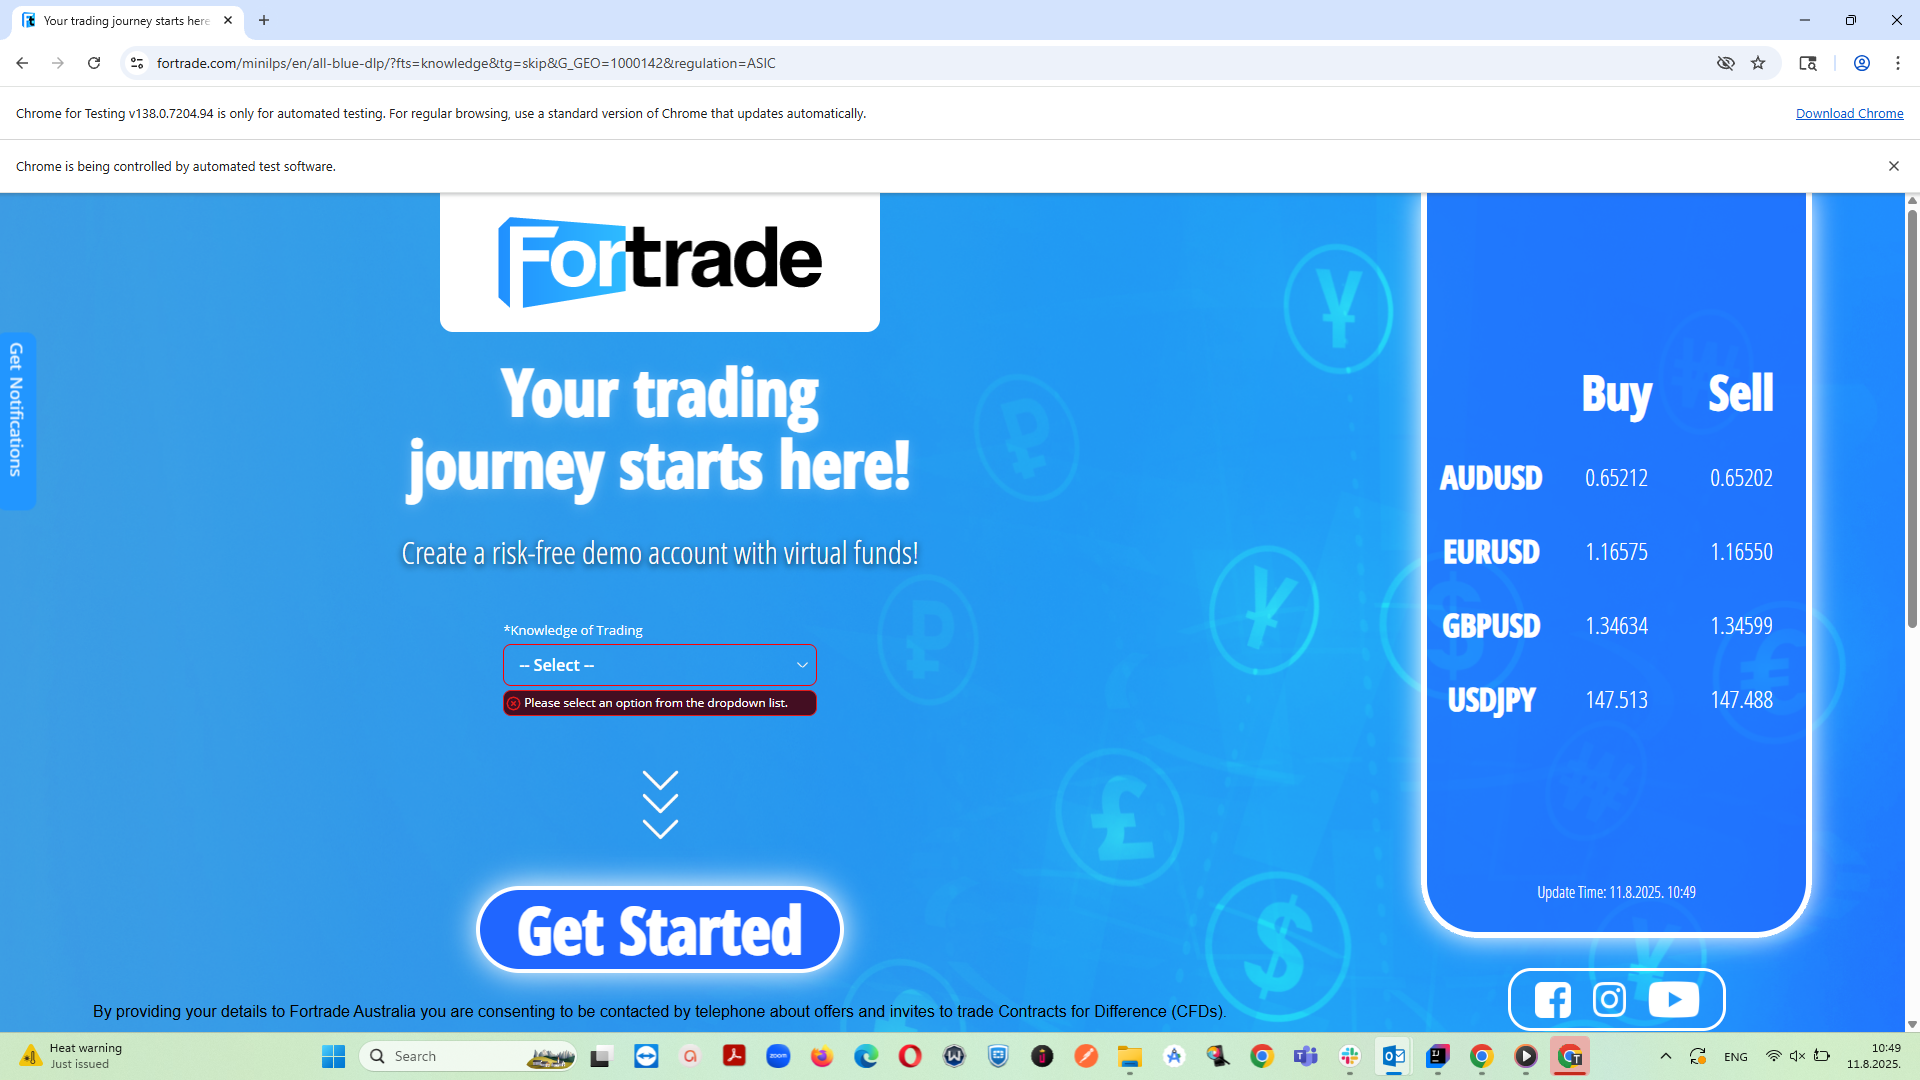 Your trading journey starts here
fortrade.com/minilps/en/all-blue-dlp/?fts=knowledge&tg=skip&G_GEO=1000142&regulation=ASIC
Chrome for Testing v138.0.7204.94 is only for automated testing. For regular browsing, use a standard version of Chrome that updates automatically.
Download Chrome
Chrome is being controlled by automated test software.
Fortrade
Get Notifications
Your trading
journey starts here!
Create a risk-free demo account with virtual funds!
*Knowledge of Trading
-- Select --
Please select an option from the dropdown list.
Get Started
By providing your details to Fortrade Australia you are consenting to be contacted by telephone about offers and invites to trade Contracts for Difference (CFDs).
Buy Sell
AUDUSD 0.65212 0.65202
EURUSD 1.16575 1.16550
GBPUSD 1.34634 1.34599
USDJPY 147.513 147.488
Update Time: 11.8.2025. 10:49
Heat warning
Just issued
Search
zoom
ENG
10:49
11.8.2025.